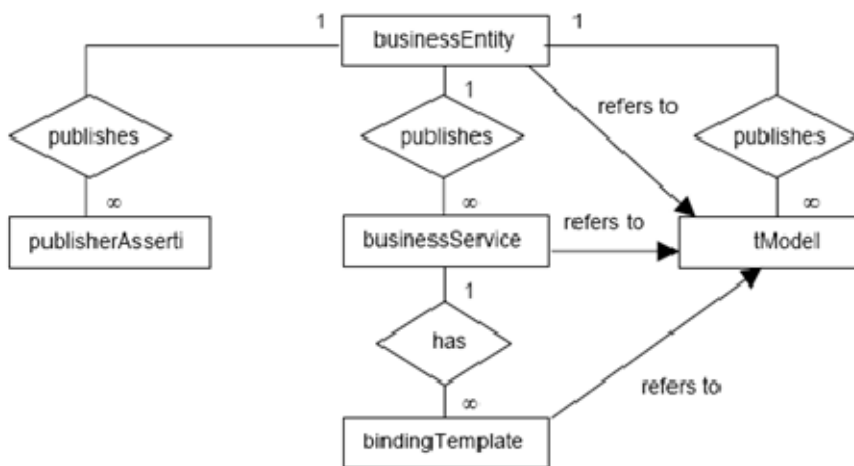 1 businessEntity 1
1
refers to
publishes publishes publishes
∞ ∞ ∞
publisherAsserti businessService refers to tModel
1
has
refers to
∞
bindingTemplate